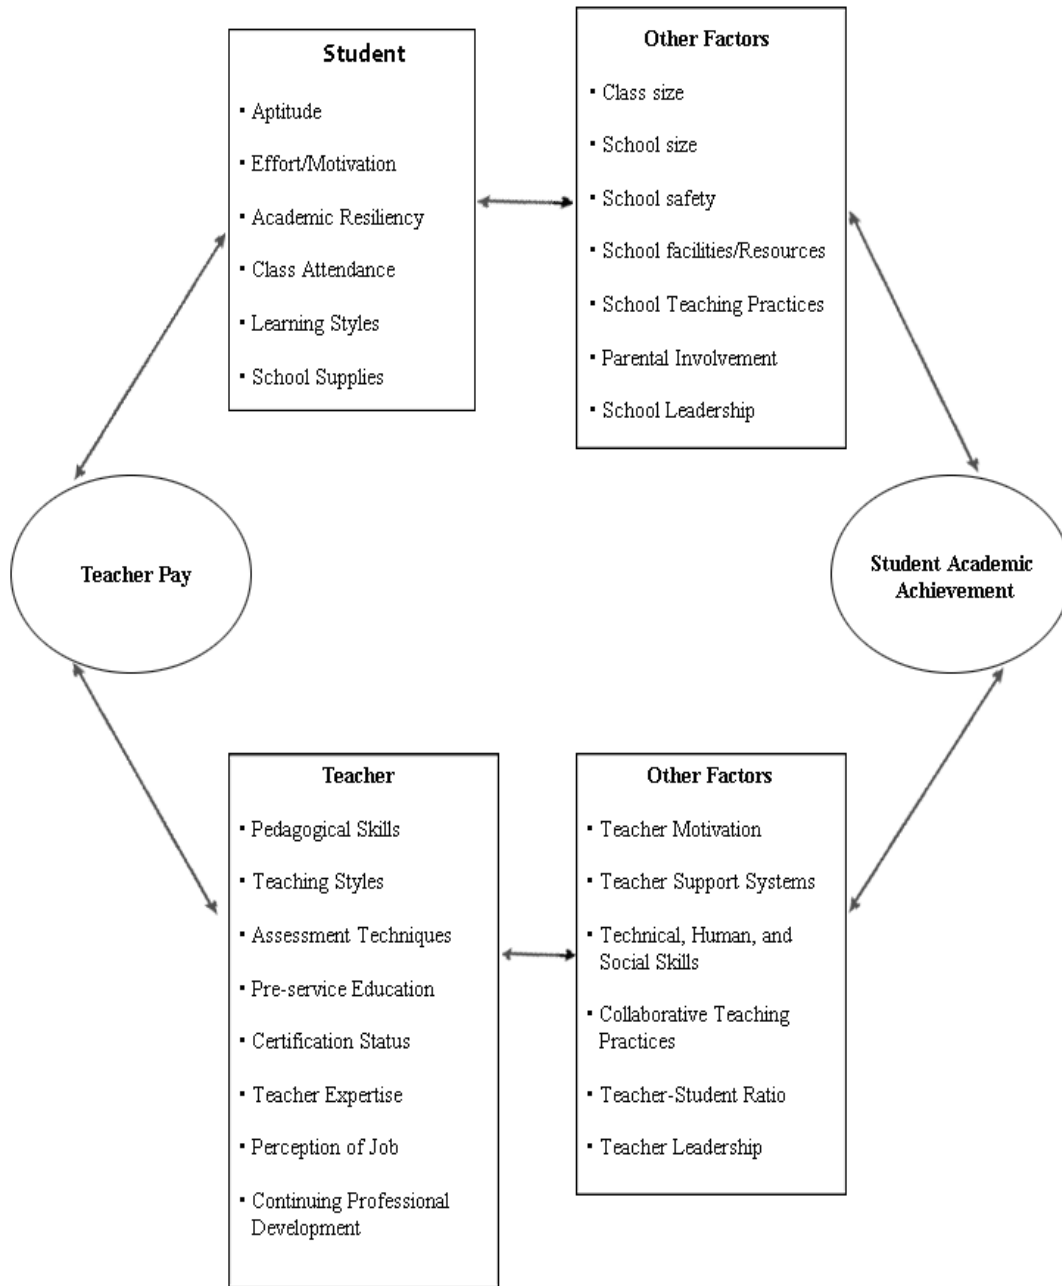 Student
▪ Aptitude
▪ Effort/Motivation
▪ Academic Resiliency
▪ Class Attendance
▪ Learning Styles
▪ School Supplies
Other Factors
▪ Class size
▪ School size
▪ School safety
▪ School facilities/Resources
▪ School Teaching Practices
▪ Parental Involvement
▪ School Leadership
Teacher Pay
Student Academic
Achievement
Teacher
▪ Pedagogical Skills
▪ Teaching Styles
▪ Assessment Techniques
▪ Pre-service Education
▪ Certification Status
▪ Teacher Expertise
▪ Perception of Job
▪ Continuing Professional
Development
Other Factors
▪ Teacher Motivation
▪ Teacher Support Systems
▪ Technical, Human, and
Social Skills
▪ Collaborative Teaching
Practices
▪ Teacher-Student Ratio
▪ Teacher Leadership